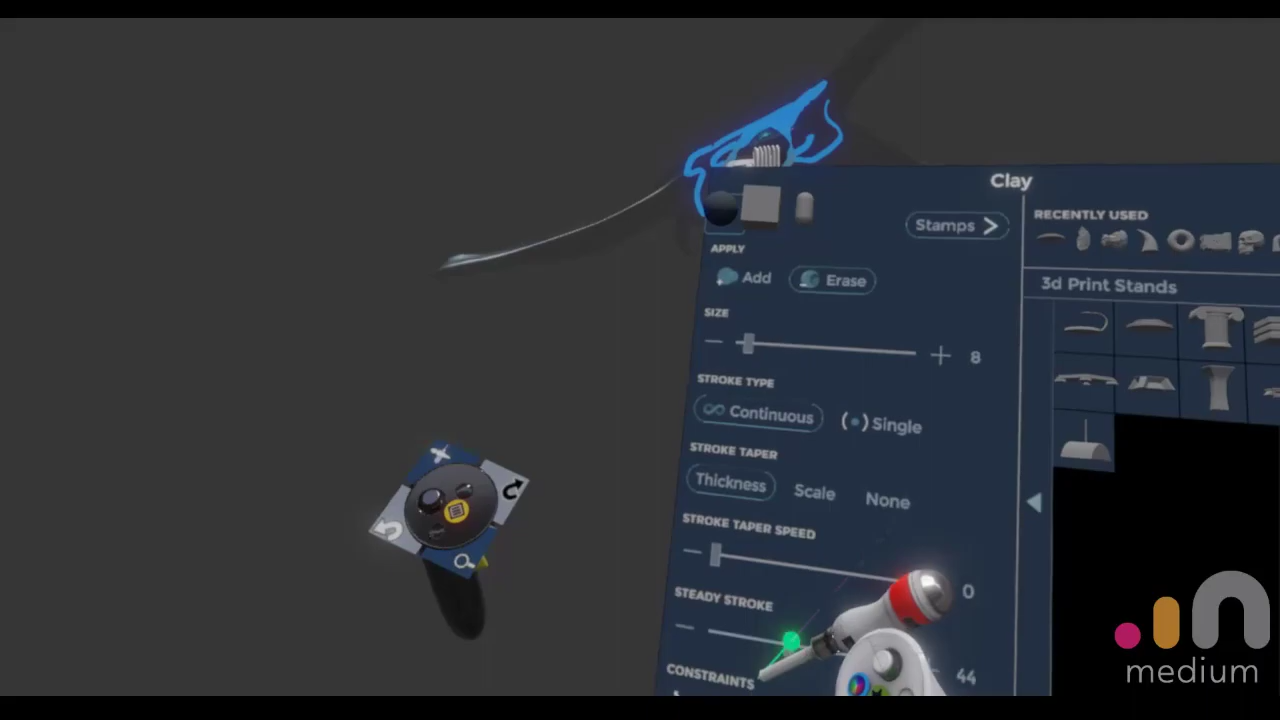 Clay
Stamps
RECENTLY USED
APPLY
Add
Erase
3d Print Stands
SIZE
8
STROKE TYPE
Continuous
Single
STROKE TAPER
Thickness
Scale
None
STROKE TAPER SPEED
0
STEADY STROKE
44
CONSTRAINTS
medium